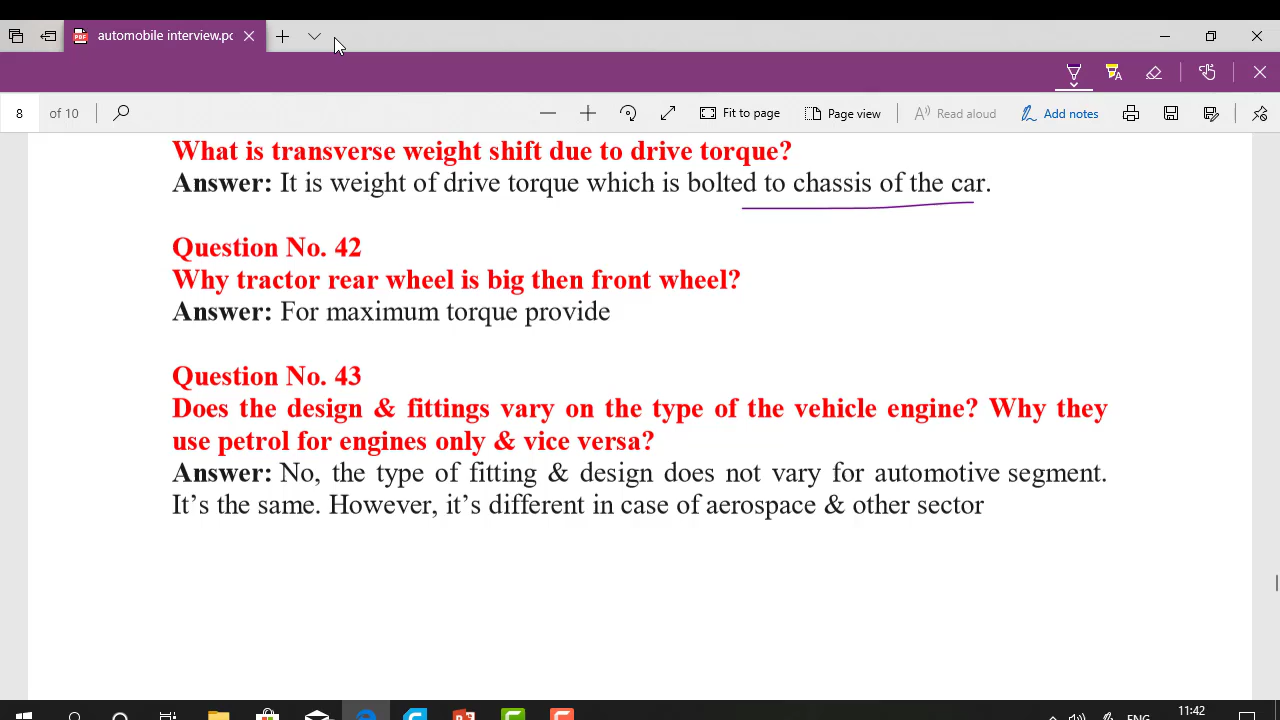 automobile interview.pc
8 of 10
Fit to page
Page view
Read aloud
Add notes
What is transverse weight shift due to drive torque?
Answer: It is weight of drive torque which is bolted to chassis of the car.
Question No. 42
Why tractor rear wheel is big then front wheel?
Answer: For maximum torque provide
Question No. 43
Does the design & fittings vary on the type of the vehicle engine? Why they
use petrol for engines only & vice versa?
Answer: No, the type of fitting & design does not vary for automotive segment.
It's the same. However, it's different in case of aerospace & other sector
11:42
ENG